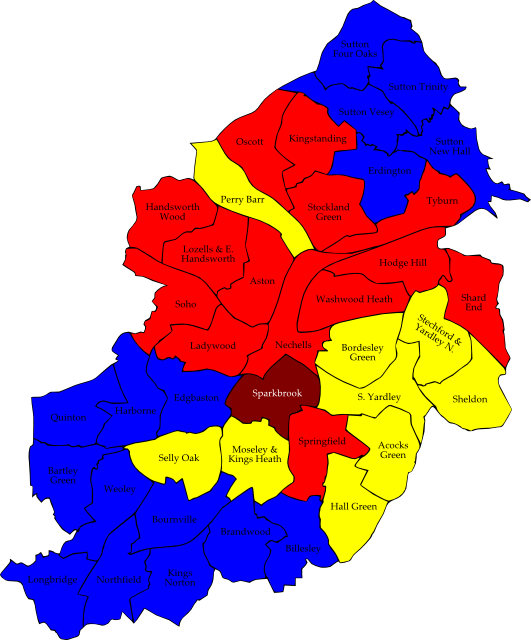 Sutton
Four Oaks
Sutton Trinity
Sutton Vesey
Sutton
New Hall
Oscott
Kingstanding
Erdington
Perry Barr
Stockland
Green
Tyburn
Handsworth
Wood
Lozells & E.
Handsworth
Aston
Hodge Hill
Soho
Washwood Heath
Shard
End
Ladywood
Nechells
Bordesley
Green
Stechford &
Yardley N.
Sparkbrook
S. Yardley
Sheldon
Edgbaston
Harborne
Quinton
Springfield
Acocks
Green
Moseley &
Kings Heath
Selly Oak
Bartley
Green
Weoley
Hall Green
Bournville
Brandwood
Billesley
Longbridge
Northfield
Kings
Norton